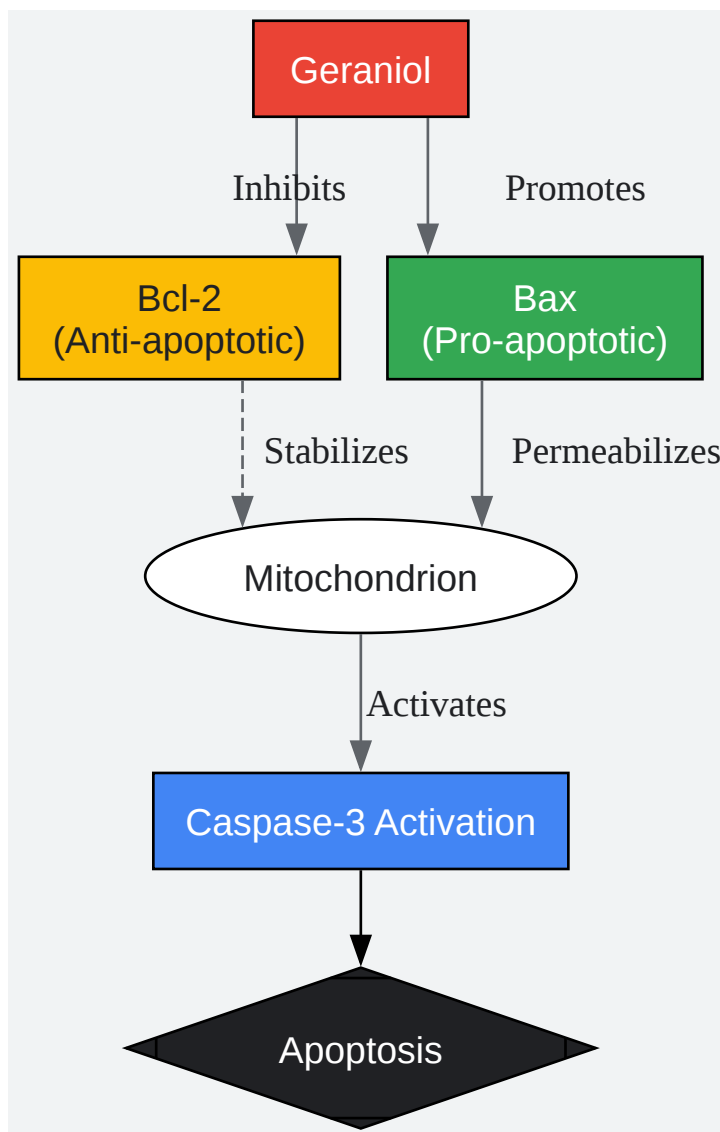 Geraniol
Inhibits
Promotes
Bcl-2
(Anti-apoptotic)
Bax
(Pro-apoptotic)
Stabilizes
Permeabilizes
Mitochondrion
Activates
Caspase-3 Activation
Apoptosis